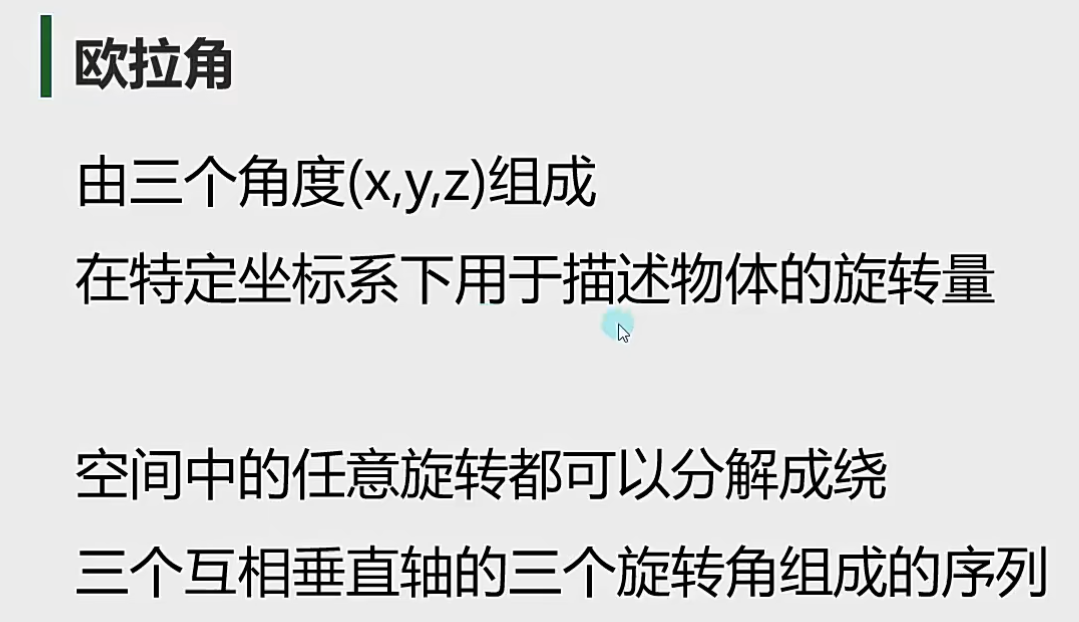 欧拉角
由三个角度(x,y,z)组成
在特定坐标系下用于描述物体的旋转量
空间中的任意旋转都可以分解成绕
三个互相垂直轴的三个旋转角组成的序列